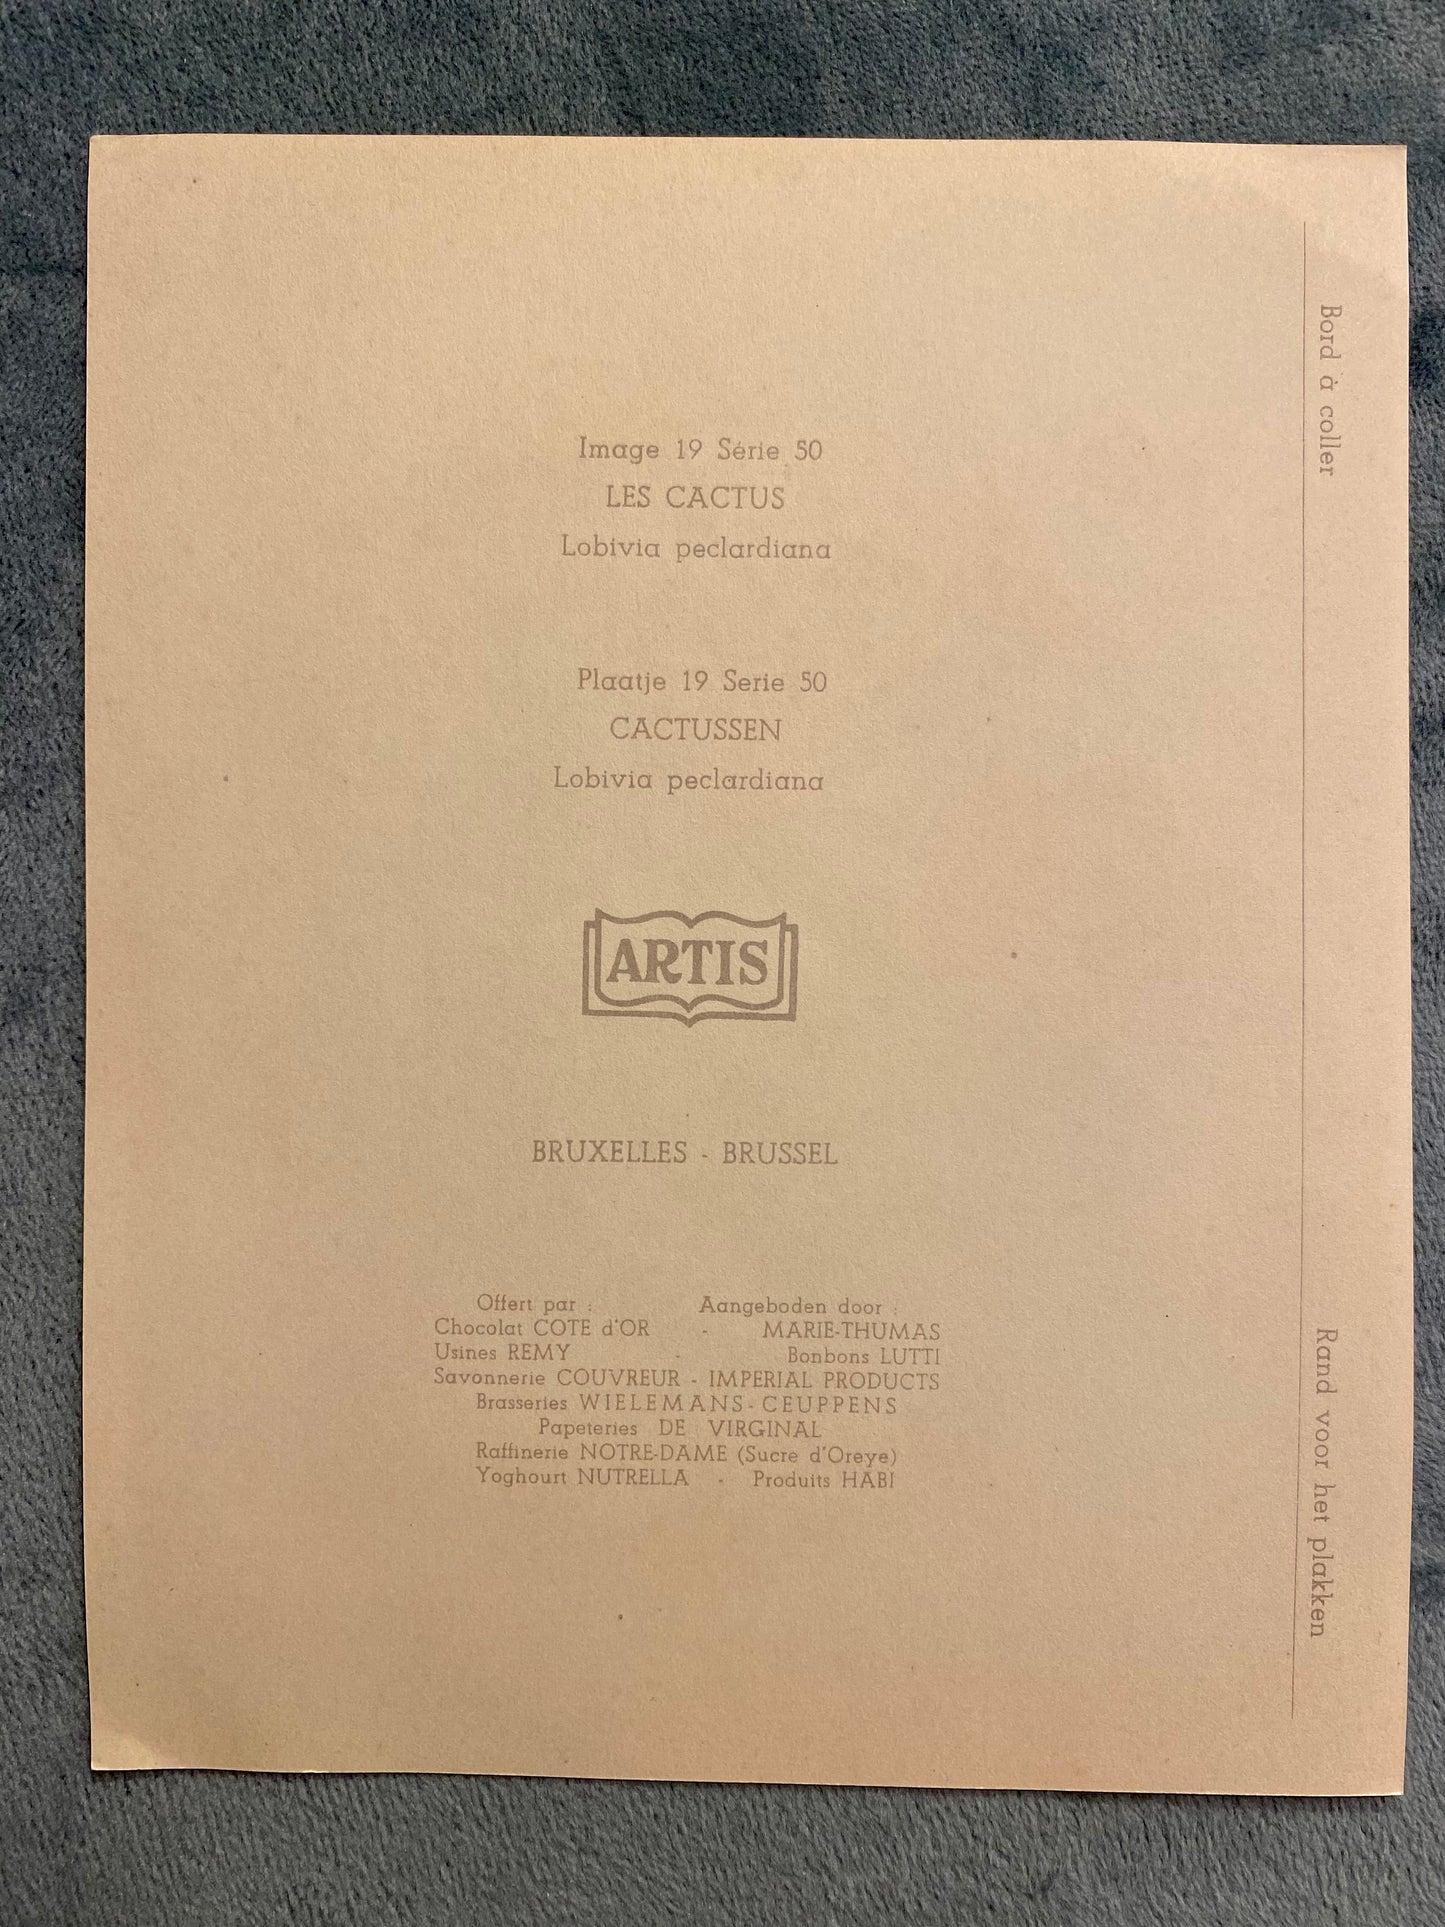 Image 19 Série 50
LES CACTUS
Lobivia peclardiana
Plaatje 19 Serie 50
CACTUSSEN
Lobivia peclardiana
ARTIS
BRUXELLES - BRUSSEL
Offert par : Aangeboden door :
Chocolat COTE d'OR - MARIE-THUMAS
Usines REMY - Bonbons LUTTI
Savonnerie COUVREUR - IMPERIAL PRODUCTS
Brasseries WIELEMANS-CEUPPENS
Papeteries DE VIRGINAL
Raffinerie NOTRE-DAME (Sucre d'Oreye)
Yoghourt NUTRELLA - Produits HABI
Bord à coller
Rand voor het plakken